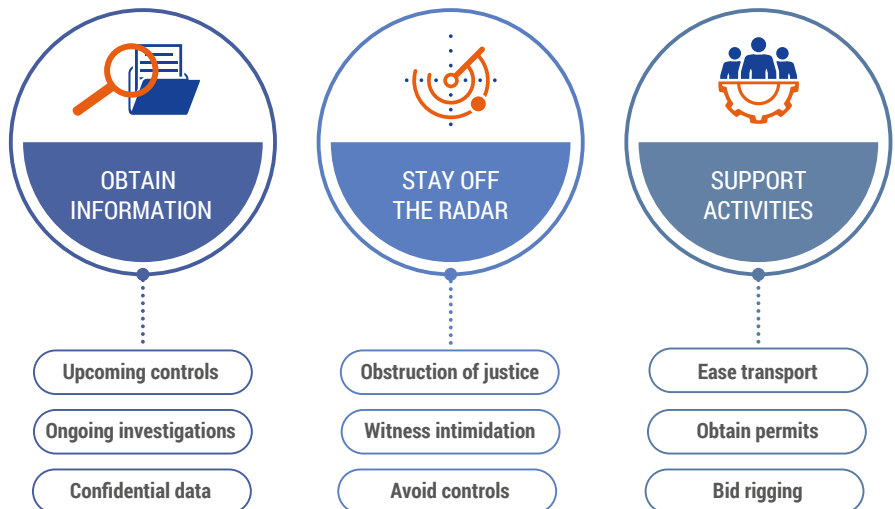 OBTAIN
INFORMATION
STAY OFF
THE RADAR
SUPPORT
ACTIVITIES
Upcoming controls
Ongoing investigations
Confidential data
Obstruction of justice
Witness intimidation
Avoid controls
Ease transport
Obtain permits
Bid rigging